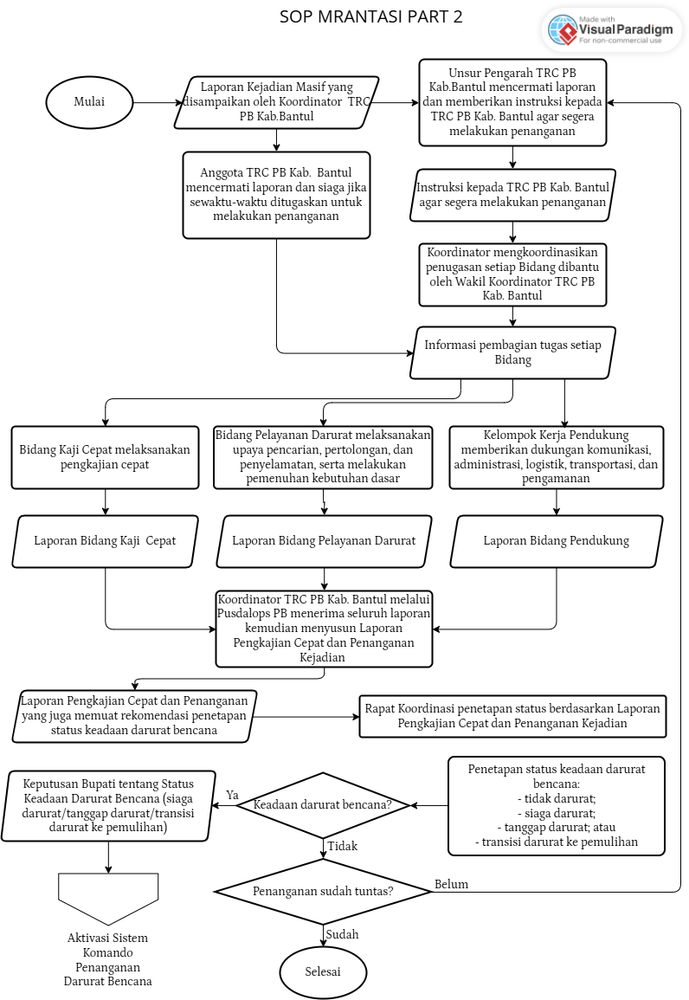 SOP MRANTASI PART 2
Made with
VisualParadigm
For non-commercial use
Mulai
Laporan Kejadian Masif yang
disampaikan oleh Koordinator TRC
PB Kab.Bantul
Unsur Pengarah TRC PB
Kab.Bantul mencermati laporan
dan memberikan instruksi kepada
TRC PB Kab. Bantul agar segera
melakukan penanganan
Anggota TRC PB Kab. Bantul
mencermati laporan dan siaga jika
sewaktu-waktu ditugaskan untuk
melakukan penanganan
Instruksi kepada TRC PB Kab. Bantul
agar segera melakukan penanganan
Koordinator mengkoordinasikan
penugasan setiap Bidang dibantu
oleh Wakil Koordinator TRC PB
Kab. Bantul
Informasi pembagian tugas setiap
Bidang
Bidang Kaji Cepat melaksanakan
pengkajian cepat
Bidang Pelayanan Darurat melaksanakan
upaya pencarian, pertolongan, dan
penyelamatan, serta melakukan
pemenuhan kebutuhan dasar
Kelompok Kerja Pendukung
memberikan dukungan komunikasi,
administrasi, logistik, transportasi, dan
pengamanan
Laporan Bidang Kaji Cepat
Laporan Bidang Pelayanan Darurat
Laporan Bidang Pendukung
Koordinator TRC PB Kab. Bantul melalui
Pusdalops PB menerima seluruh laporan
kemudian menyusun Laporan
Pengkajian Cepat dan Penanganan
Kejadian
Laporan Pengkajian Cepat dan Penanganan
yang juga memuat rekomendasi penetapan
status keadaan darurat bencana
Rapat Koordinasi penetapan status berdasarkan Laporan
Pengkajian Cepat dan Penanganan Kejadian
Penetapan status keadaan darurat
bencana:
- tidak darurat;
- siaga darurat;
- tanggap darurat; atau
- transisi darurat ke pemulihan
Keadaan darurat bencana?
Ya
Keputusan Bupati tentang Status
Keadaan Darurat Bencana (siaga
darurat/tanggap darurat/transisi
darurat ke pemulihan)
Tidak
Penanganan sudah tuntas?
Belum
Aktivasi Sistem
Komando
Penanganan
Darurat Bencana
Sudah
Selesai